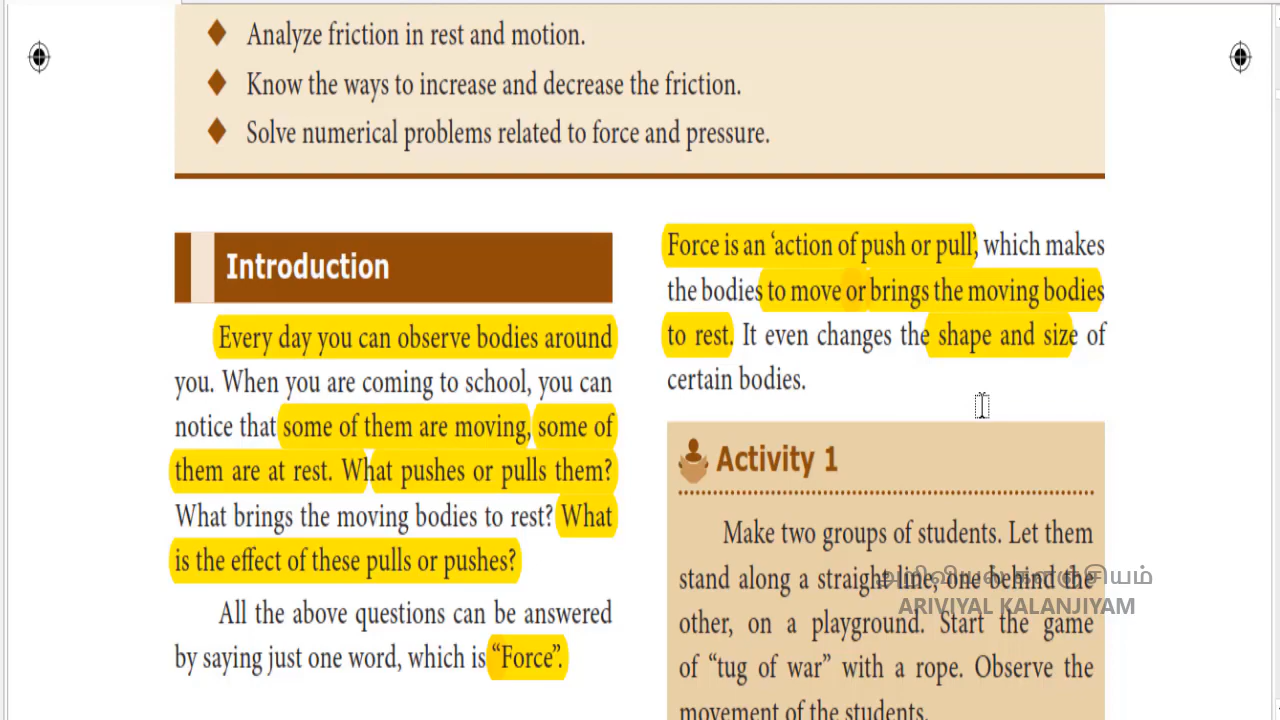 Analyze friction in rest and motion.
Know the ways to increase and decrease the friction.
Solve numerical problems related to force and pressure.
Introduction
Every day you can observe bodies around
you. When you are coming to school, you can
notice that some of them are moving, some of
them are at rest. What pushes or pulls them?
What brings the moving bodies to rest? What
is the effect of these pulls or pushes?
All the above questions can be answered
by saying just one word, which is “Force”.
Force is an ‘action of push or pull’, which makes
the bodies to move or brings the moving bodies
to rest. It even changes the shape and size of
certain bodies.
Activity 1
Make two groups of students. Let them
stand along a straight line, one behind the
other, on a playground. Start the game
of “tug of war” with a rope. Observe the
movement of the students.
அறிவியல் களஞ்சியம்
ARIVIYAL KALANJIYAM